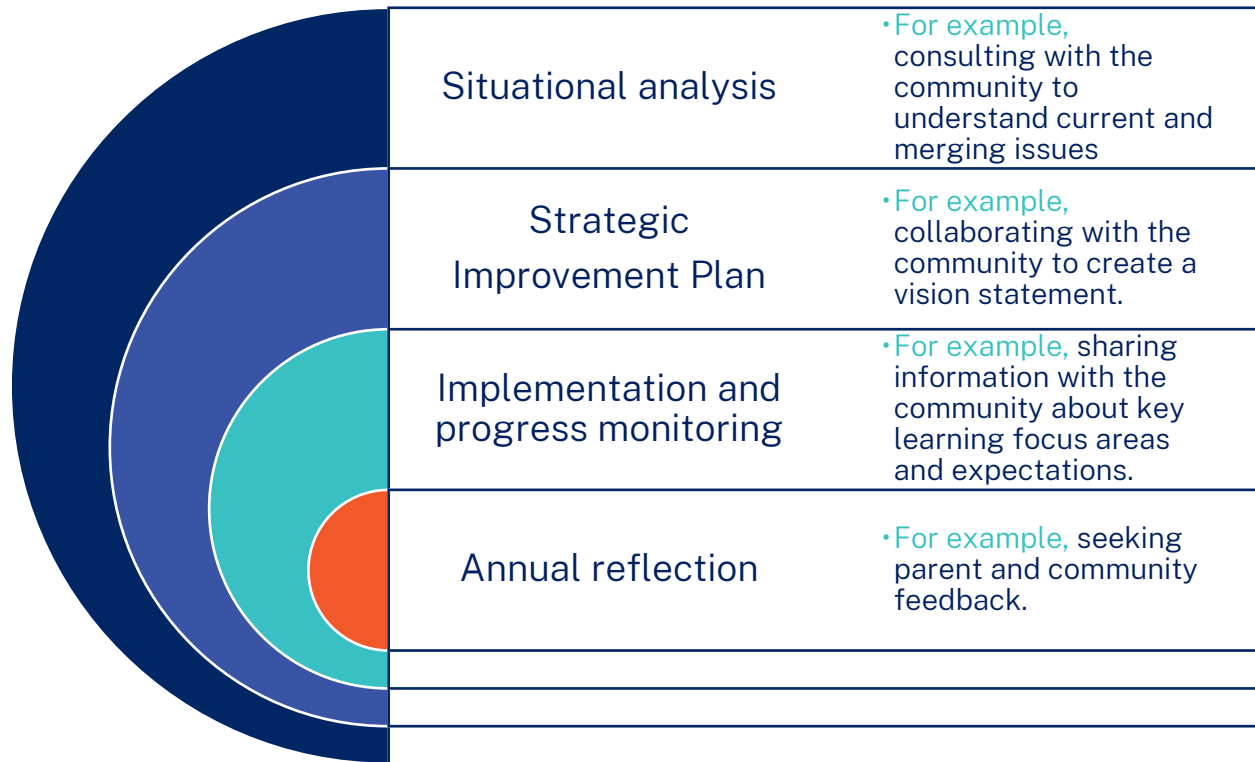 Situational analysis
•For example,
consulting with the
community to
understand current and
merging issues
Strategic
Improvement Plan
•For example,
collaborating with the
community to create a
vision statement.
Implementation and
progress monitoring
•For example, sharing
information with the
community about key
learning focus areas
and expectations.
Annual reflection
•For example, seeking
parent and community
feedback.